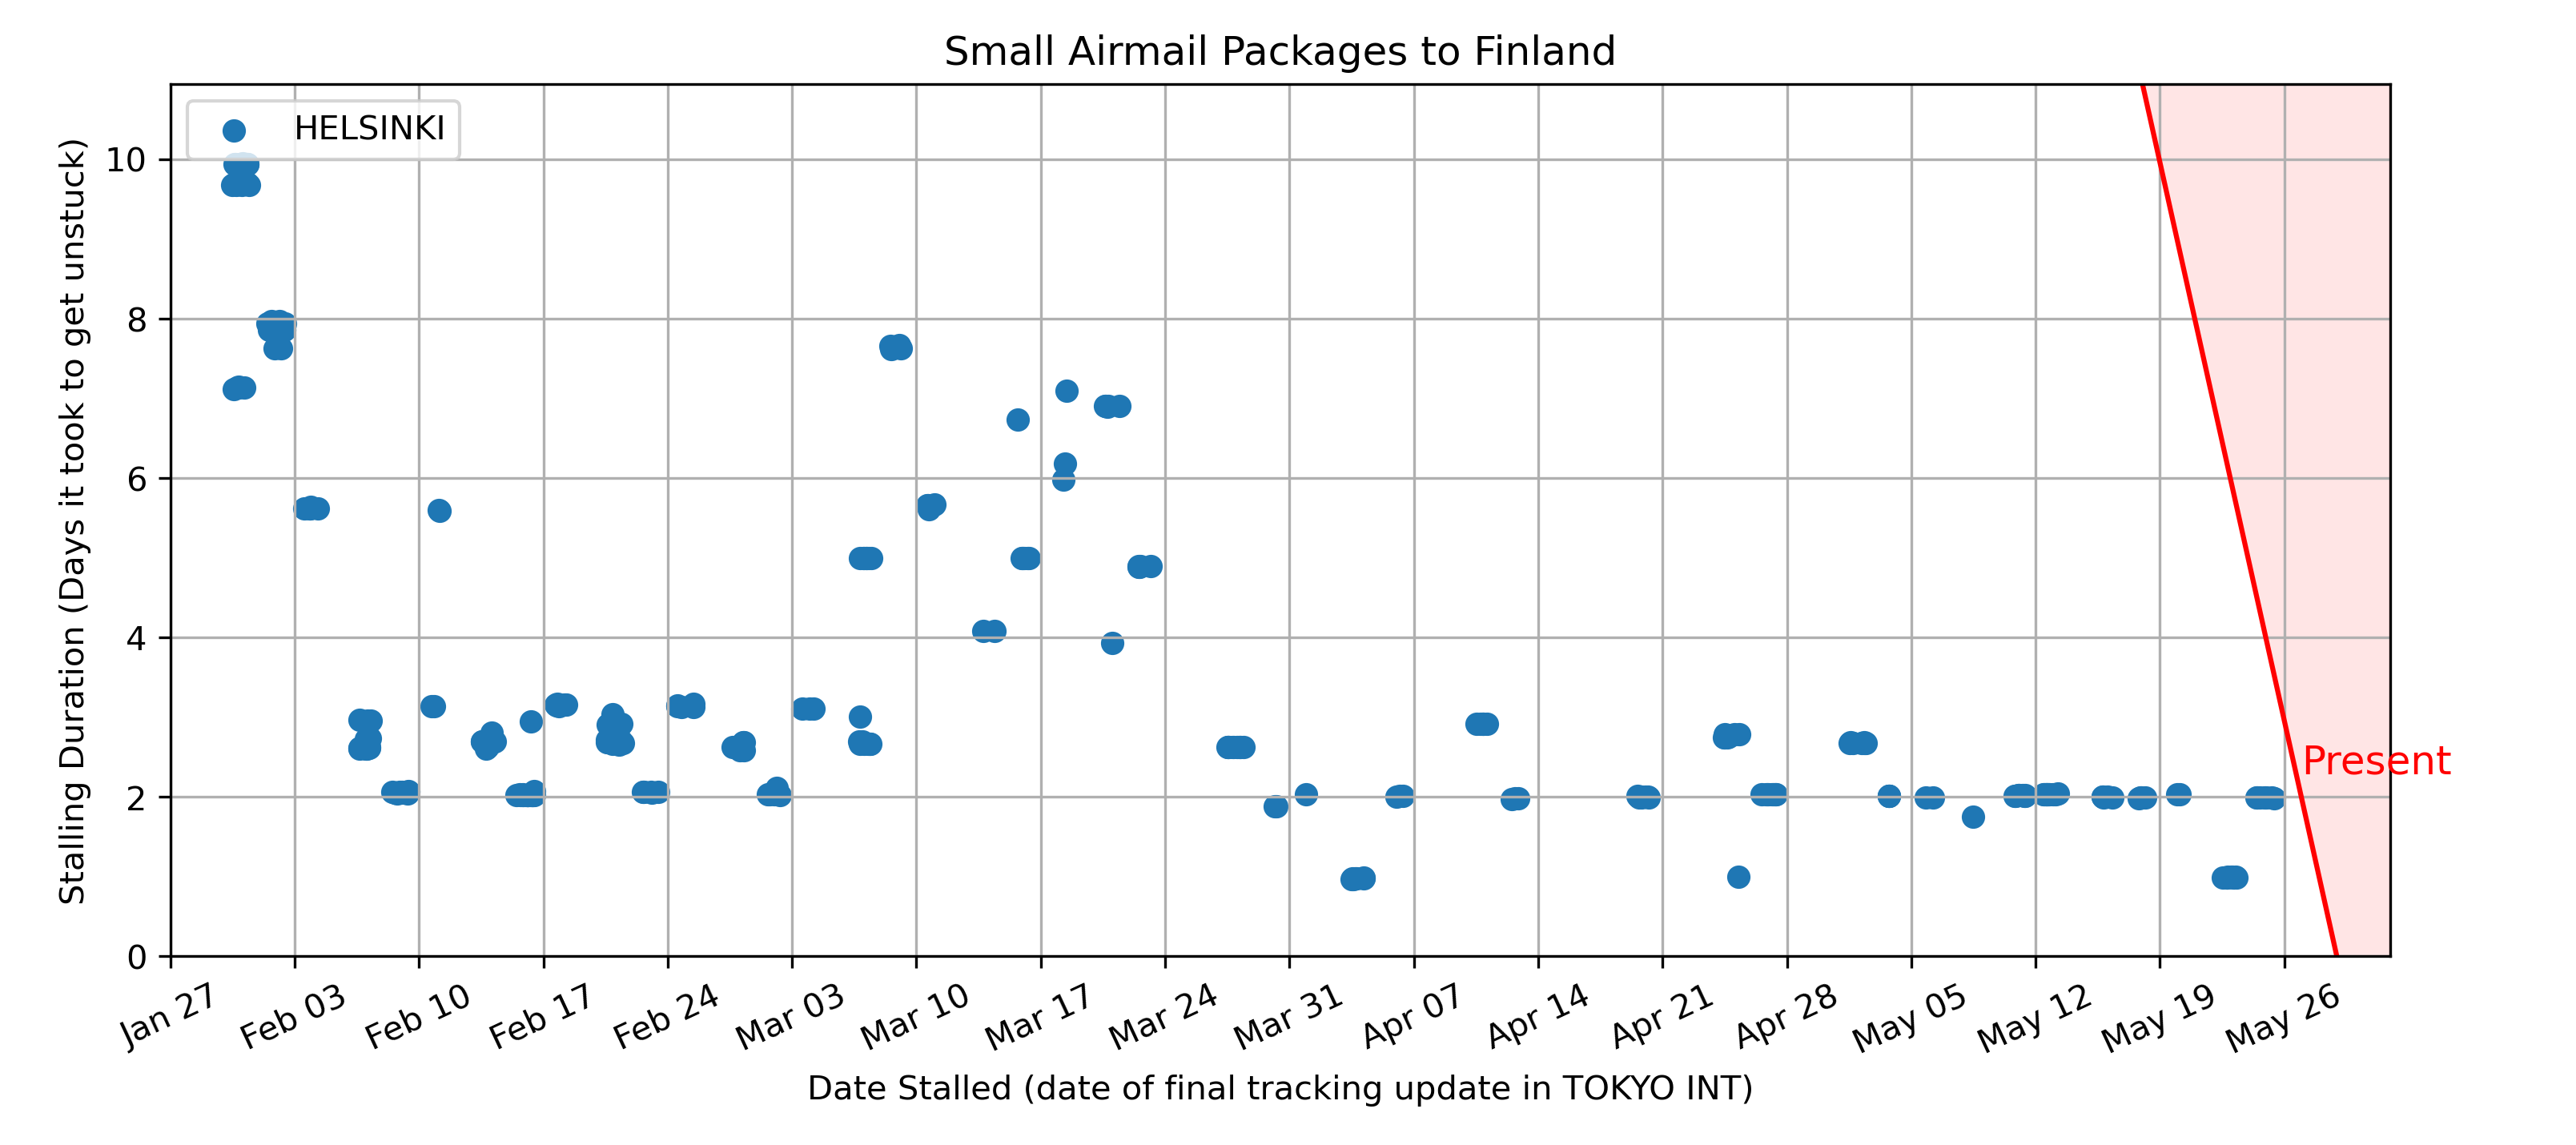 Small Airmail Packages to Finland
HELSINKI
Stalling Duration (Days it took to get unstuck)
10
8
6
4
2
0
Present
Jan 27
Feb 03
Feb 10
Feb 17
Feb 24
Mar 03
Mar 10
Mar 17
Mar 24
Mar 31
Apr 07
Apr 14
Apr 21
Apr 28
May 05
May 12
May 19
May 26
Date Stalled (date of final tracking update in TOKYO INT)